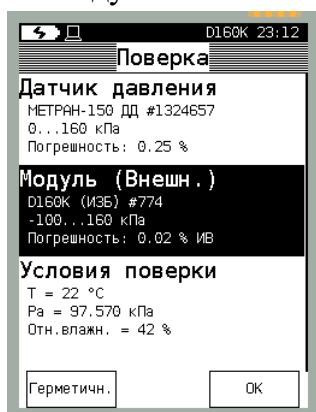 D160K 23:12
Поверка
Датчик давления
МЕТРАН-150 ДД #1324657
0...160 кПа
Погрешность: 0.25 %
Модуль (Внешн.)
D160K (ИЗБ) #774
-100...160 кПа
Погрешность: 0.02 % ИВ
Условия поверки
T = 22 °C
Pa = 97.570 кПа
Отн.влажн. = 42 %
Герметичн. OK